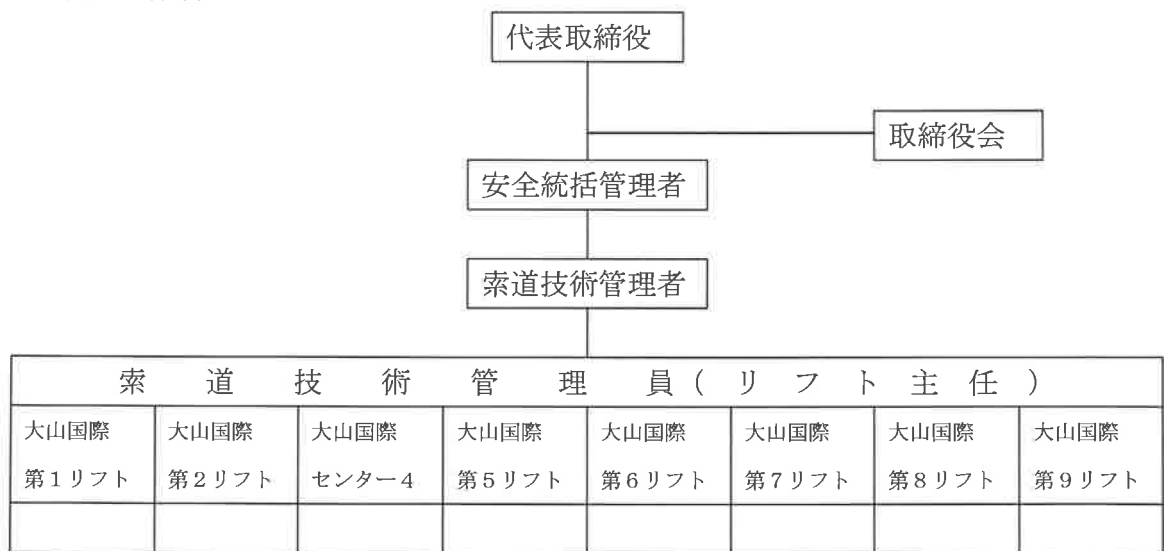 代表取締役
取締役会
安全統括管理者
索道技術管理者
索道技術管理員(リフト主任)
大山国際 大山国際 大山国際 大山国際 大山国際 大山国際 大山国際 大山国際
第1リフト 第2リフト センター4 第5リフト 第6リフト 第7リフト 第8リフト 第9リフト